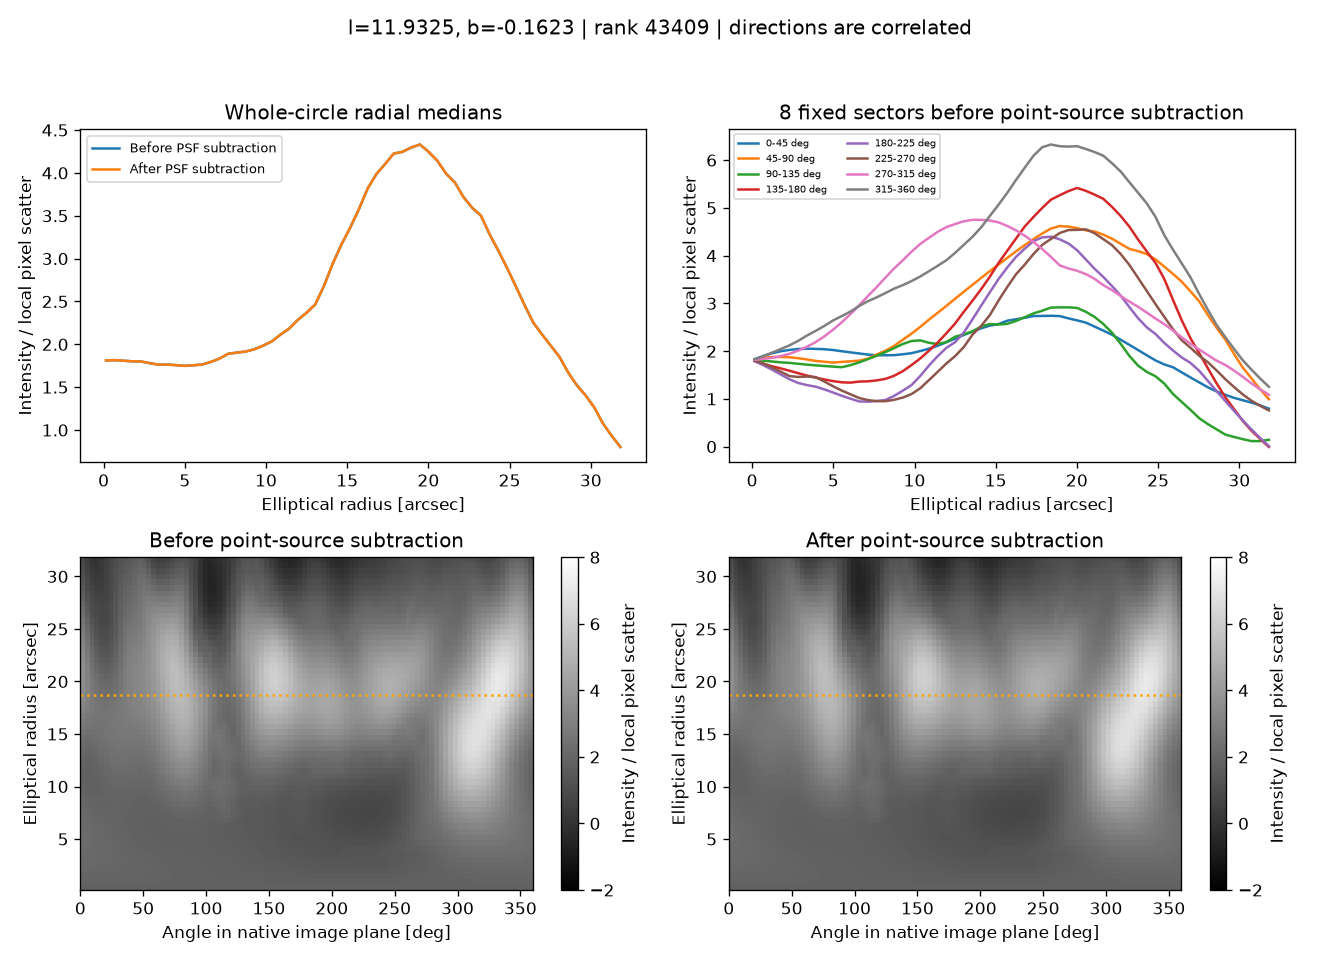 l=11.9325, b=-0.1623 | rank 43409 | directions are correlated
Whole-circle radial medians
Before PSF subtraction
After PSF subtraction
4.5
4.0
3.5
3.0
2.5
2.0
1.5
1.0
Intensity / local pixel scatter
0 5 10 15 20 25 30
Elliptical radius [arcsec]
8 fixed sectors before point-source subtraction
0-45 deg
45-90 deg
90-135 deg
135-180 deg
180-225 deg
225-270 deg
270-315 deg
315-360 deg
6
5
4
3
2
1
0
Intensity / local pixel scatter
0 5 10 15 20 25 30
Elliptical radius [arcsec]
Before point-source subtraction
30
25
20
15
10
5
Elliptical radius [arcsec]
0 50 100 150 200 250 300 350
Angle in native image plane [deg]
8
6
4
2
0
−2
Intensity / local pixel scatter
After point-source subtraction
30
25
20
15
10
5
Elliptical radius [arcsec]
0 50 100 150 200 250 300 350
Angle in native image plane [deg]
8
6
4
2
0
−2
Intensity / local pixel scatter